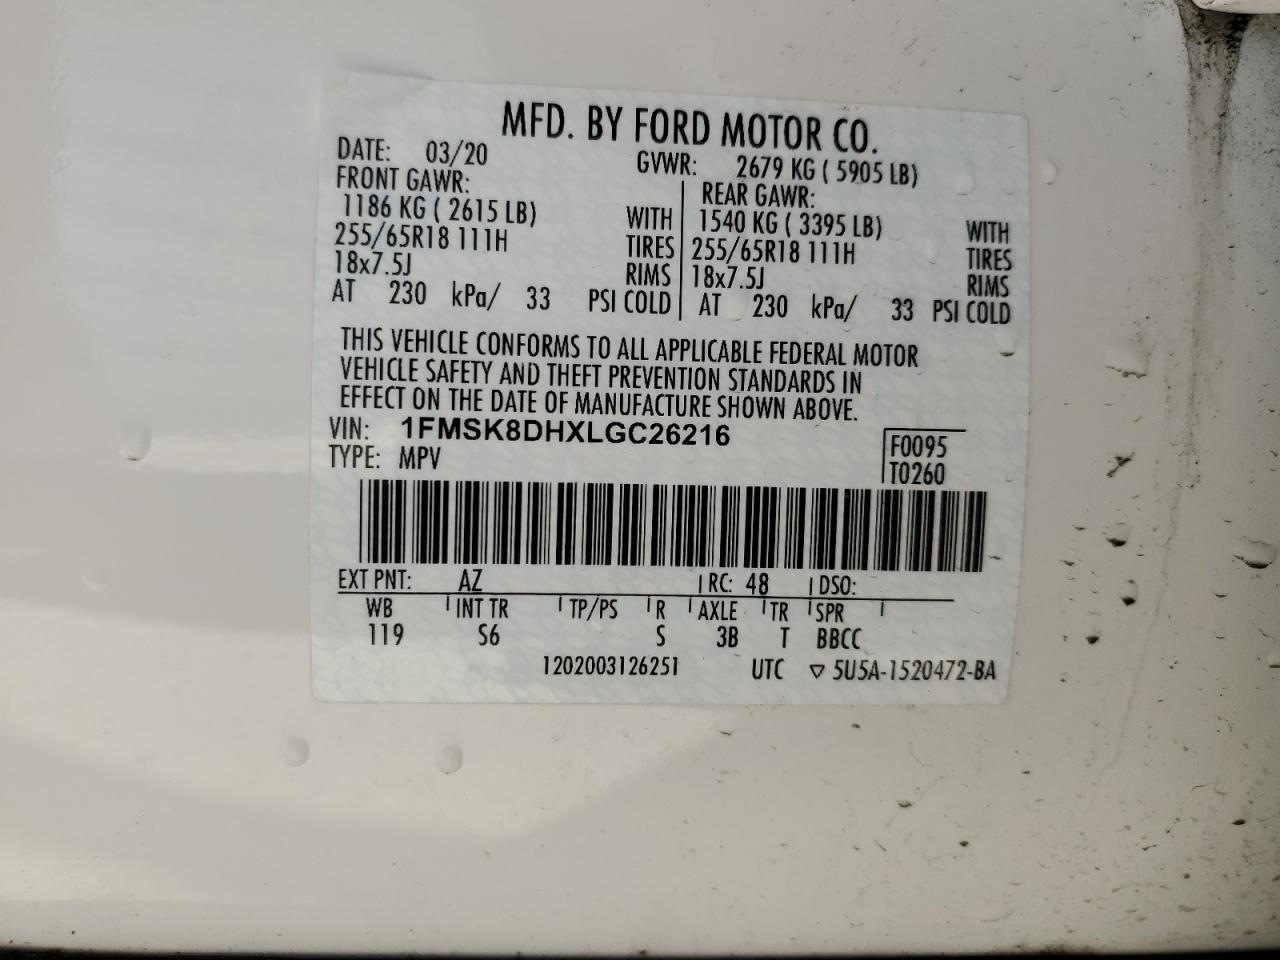 MFD. BY FORD MOTOR CO.
DATE: 03/20 GVWR: 2679 KG ( 5905 LB)
FRONT GAWR: REAR GAWR:
1186 KG ( 2615 LB) WITH 1540 KG ( 3395 LB) WITH
255/65R18 111H TIRES 255/65R18 111H TIRES
18x7.5J RIMS 18x7.5J RIMS
AT 230 kPa/ 33 PSI COLD AT 230 kPa/ 33 PSI COLD
THIS VEHICLE CONFORMS TO ALL APPLICABLE FEDERAL MOTOR
VEHICLE SAFETY AND THEFT PREVENTION STANDARDS IN
EFFECT ON THE DATE OF MANUFACTURE SHOWN ABOVE.
VIN: 1FMSK8DHXLGC26216 F0095
TYPE: MPV T0260
EXT PNT: AZ RC: 48 DSO:
WB INT TR TP/PS R AXLE TR SPR
119 S6 S 3B T BBCC
1202003126251 UTC ▽ 5U5A-1520472-BA